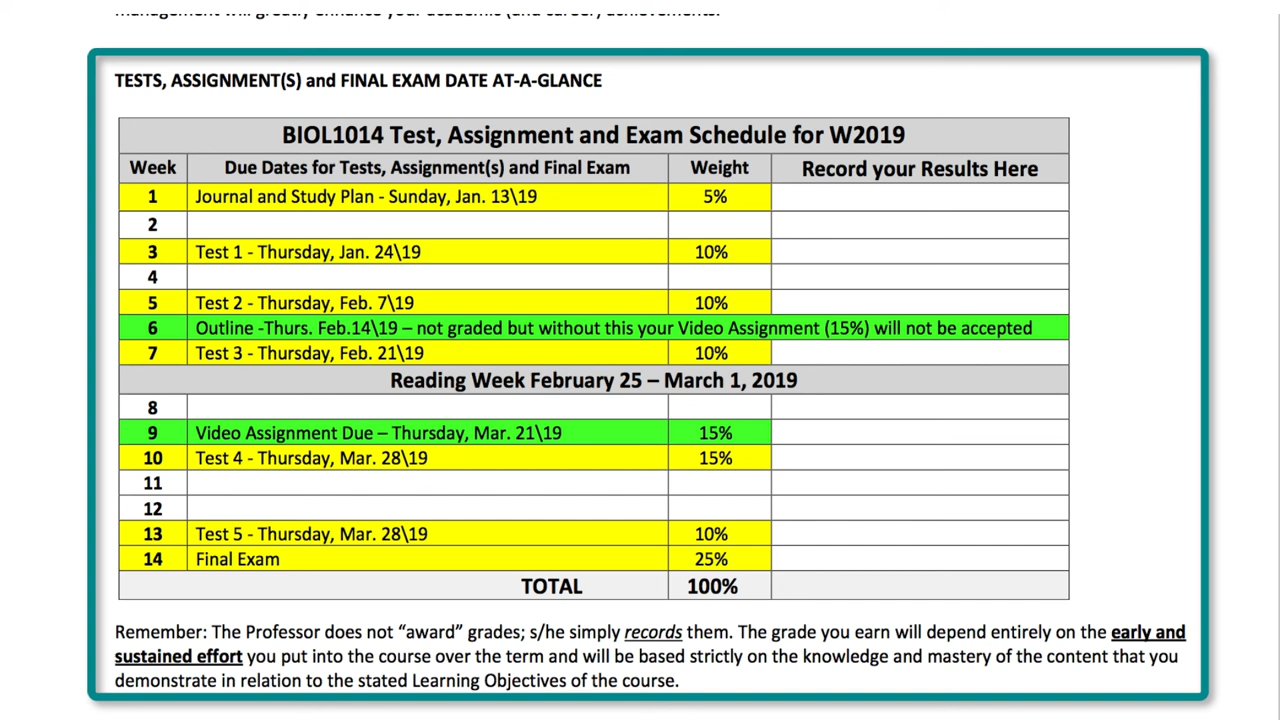 management will greatly enhance your academic (and career) achievements.
TESTS, ASSIGNMENT(S) and FINAL EXAM DATE AT-A-GLANCE
BIOL1014 Test, Assignment and Exam Schedule for W2019
Week Due Dates for Tests, Assignment(s) and Final Exam Weight Record your Results Here
1 Journal and Study Plan - Sunday, Jan. 13\19 5%
2
3 Test 1 - Thursday, Jan. 24\19 10%
4
5 Test 2 - Thursday, Feb. 7\19 10%
6 Outline -Thurs. Feb.14\19 – not graded but without this your Video Assignment (15%) will not be accepted
7 Test 3 - Thursday, Feb. 21\19 10%
Reading Week February 25 – March 1, 2019
8
9 Video Assignment Due – Thursday, Mar. 21\19 15%
10 Test 4 - Thursday, Mar. 28\19 15%
11
12
13 Test 5 - Thursday, Mar. 28\19 10%
14 Final Exam 25%
TOTAL 100%
Remember: The Professor does not “award” grades; s/he simply records them. The grade you earn will depend entirely on the early and
sustained effort you put into the course over the term and will be based strictly on the knowledge and mastery of the content that you
demonstrate in relation to the stated Learning Objectives of the course.